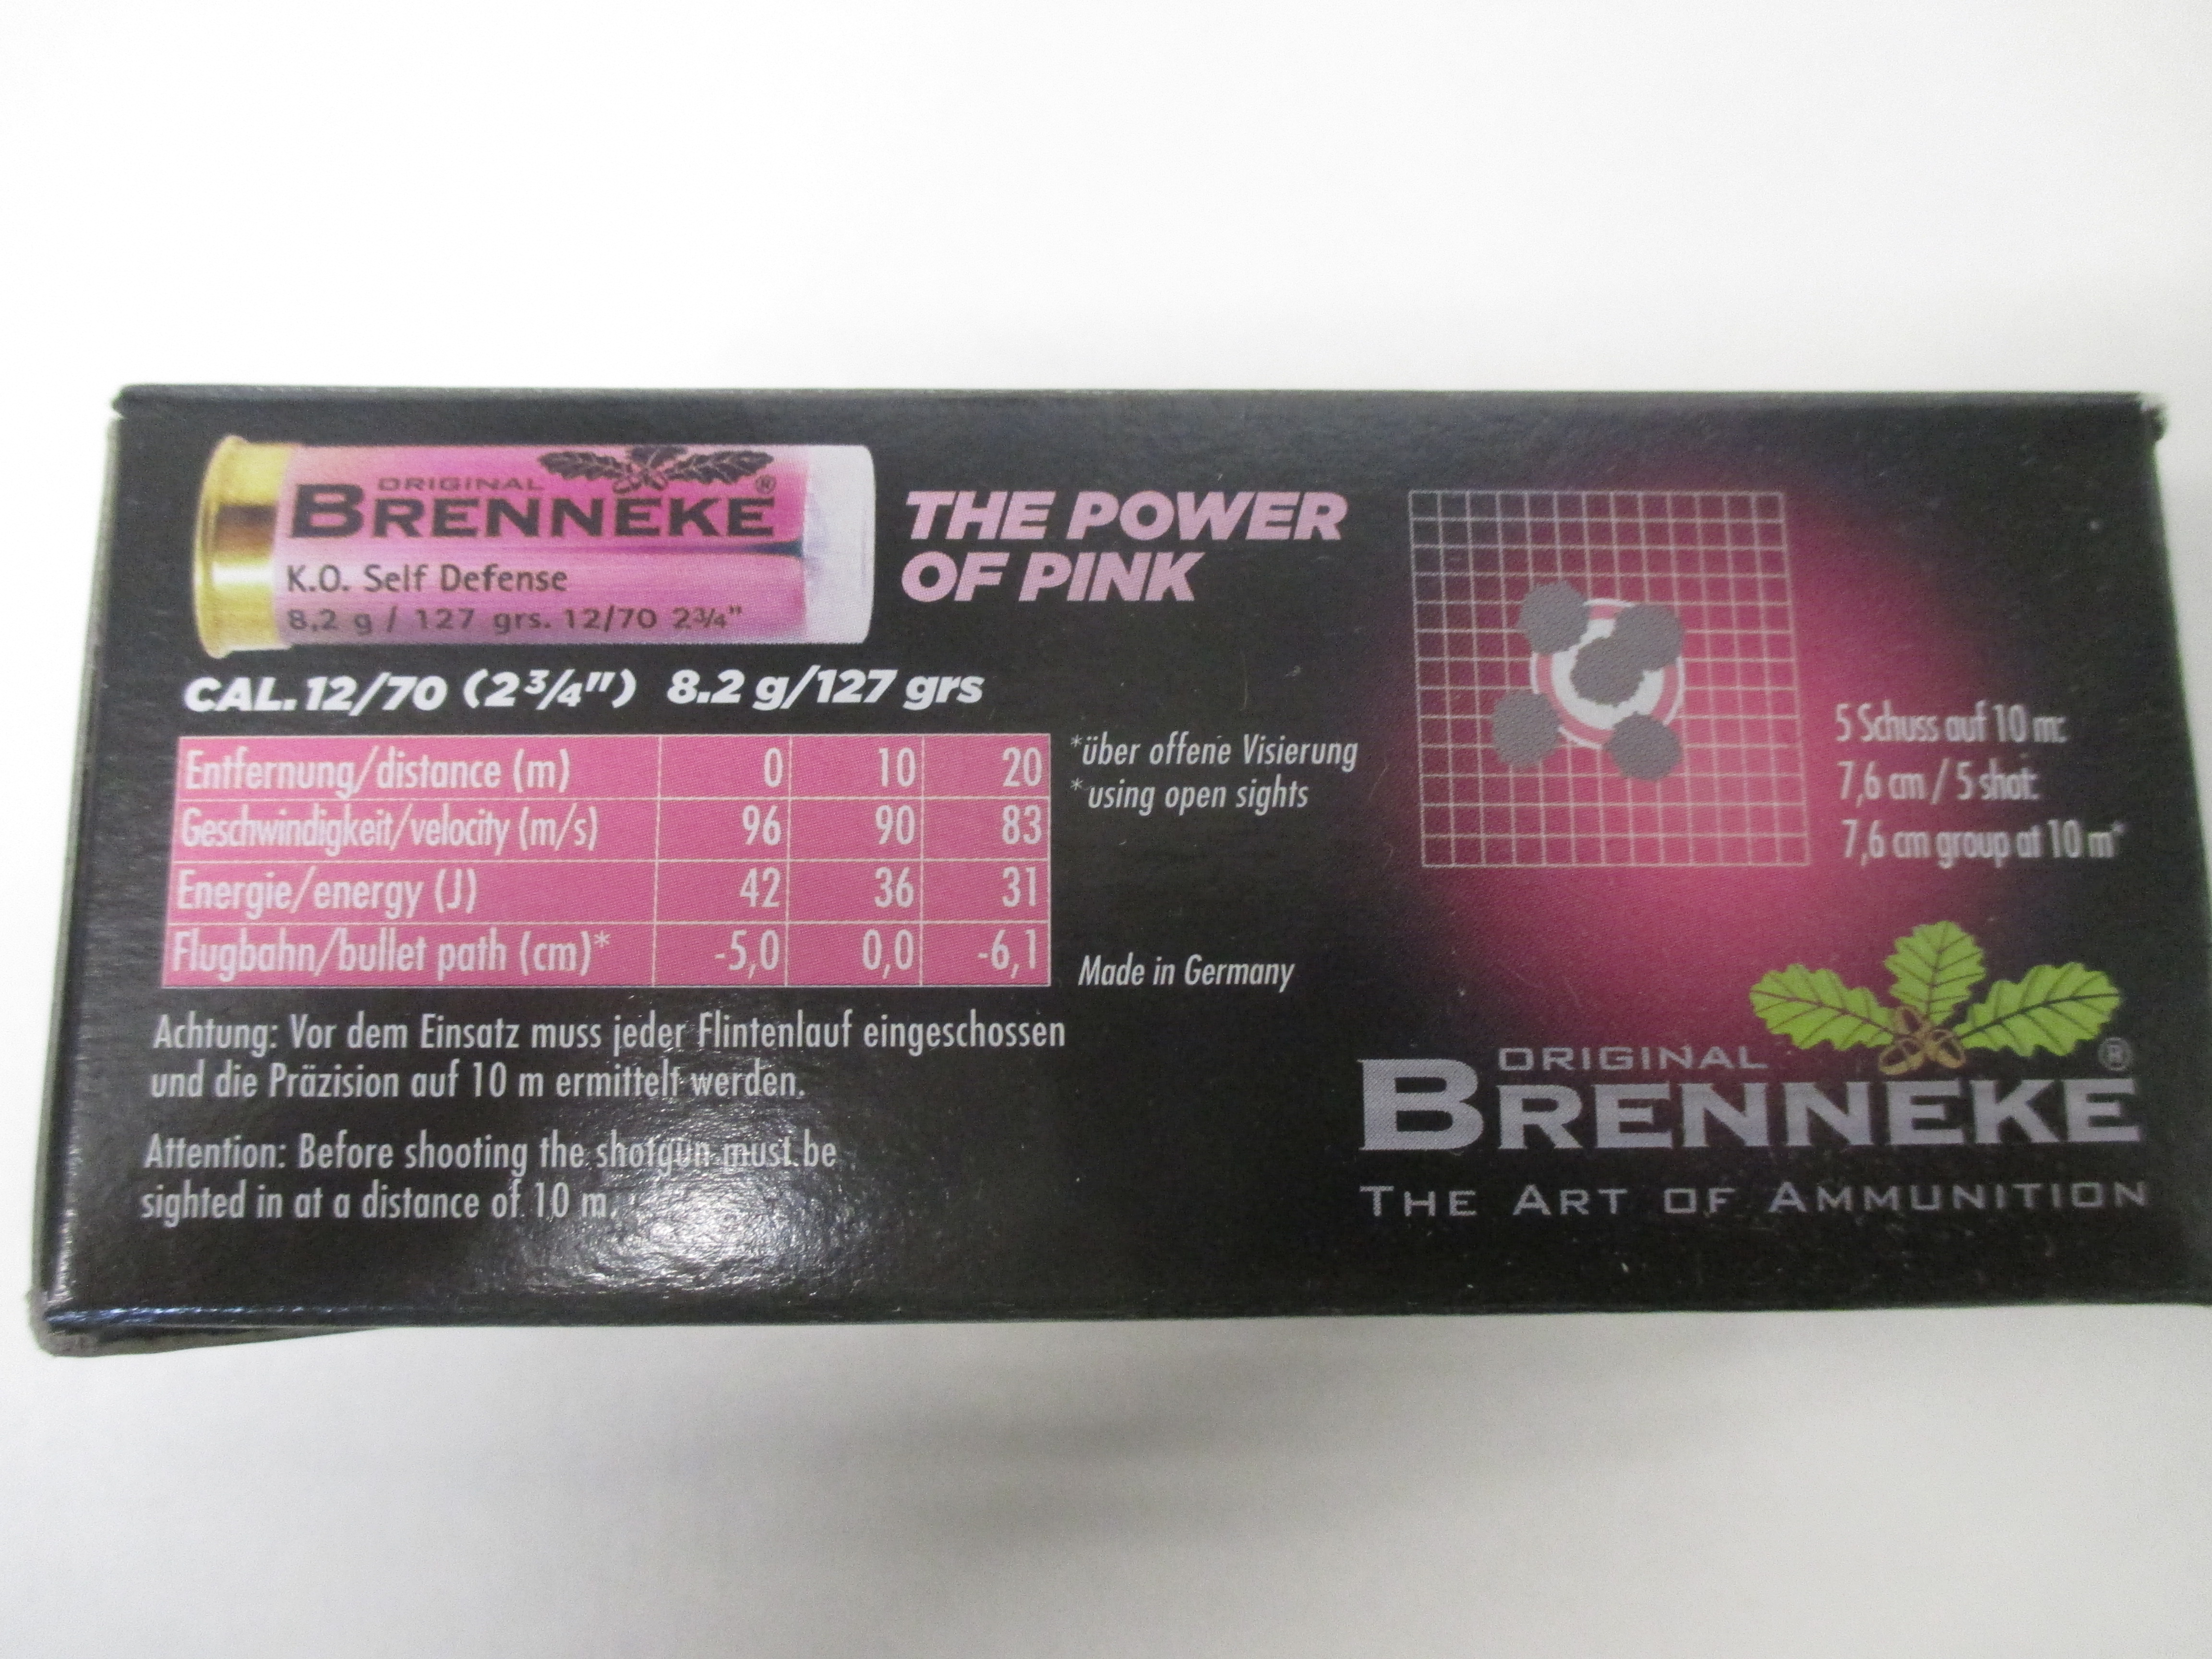 ORIGINAL
BRENNEKE®
K.O. Self Defense
8,2 g / 127 grs. 12/70 2¾"
THE POWER
OF PINK
CAL. 12/70 (2¾") 8.2 g/127 grs
Entfernung/distance (m) 0 10 20
Geschwindigkeit/velocity (m/s) 96 90 83
Energie/energy (J) 42 36 31
Flugbahn/bullet path (cm)* -5,0 0,0 -6,1
*über offene Visierung
*using open sights
Made in Germany
Achtung: Vor dem Einsatz muss jeder Flintenlauf eingeschossen
und die Präzision auf 10 m ermittelt werden.
Attention: Before shooting the shotgun must be
sighted in at a distance of 10 m.
5 Schuss auf 10 m:
7,6 cm / 5 shot:
7,6 cm group at 10 m*
ORIGINAL
BRENNEKE®
THE ART OF AMMUNITION